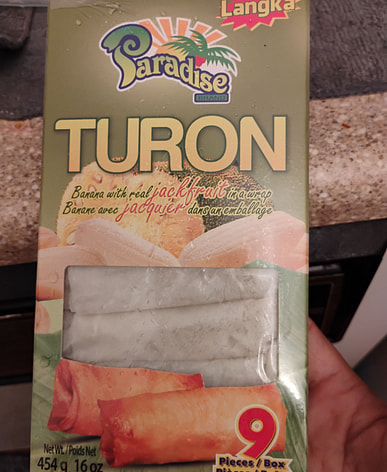 Langka
Paradise
TURON
Banana with real jackfruit in a wrap
Banane avec jacquier dans un emballage
9
Pieces / Box
Net Wt. / Poids Net
454 g 16 oz